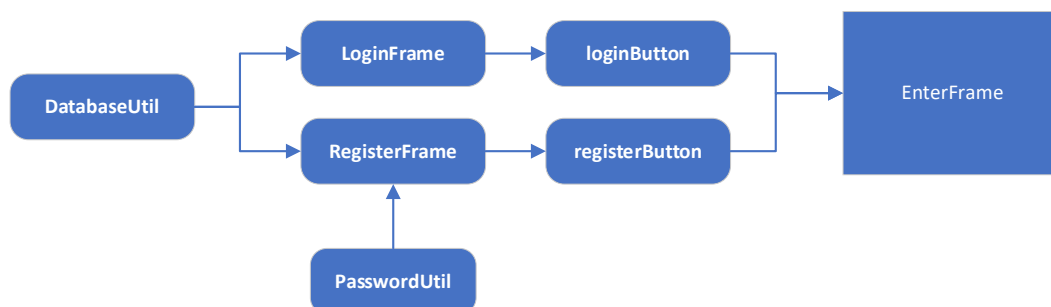 LoginFrame
loginButton
DatabaseUtil
EnterFrame
RegisterFrame
registerButton
PasswordUtil